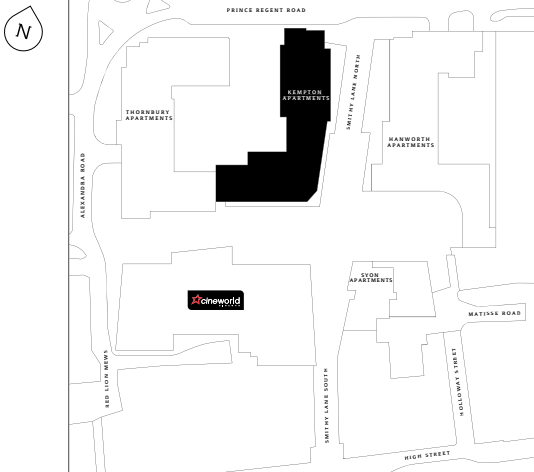 PRINCE REGENT ROAD
N
SMITHY LANE NORTH
KEMPTON
APARTMENTS
THORNBURY
APARTMENTS
HANWORTH
APARTMENTS
ALEXANDRA ROAD
SYON
APARTMENTS
cineworld
MATISSE ROAD
RED LION MEWS
SMITHY LANE SOUTH
HOLLOWAY STREET
HIGH STREET